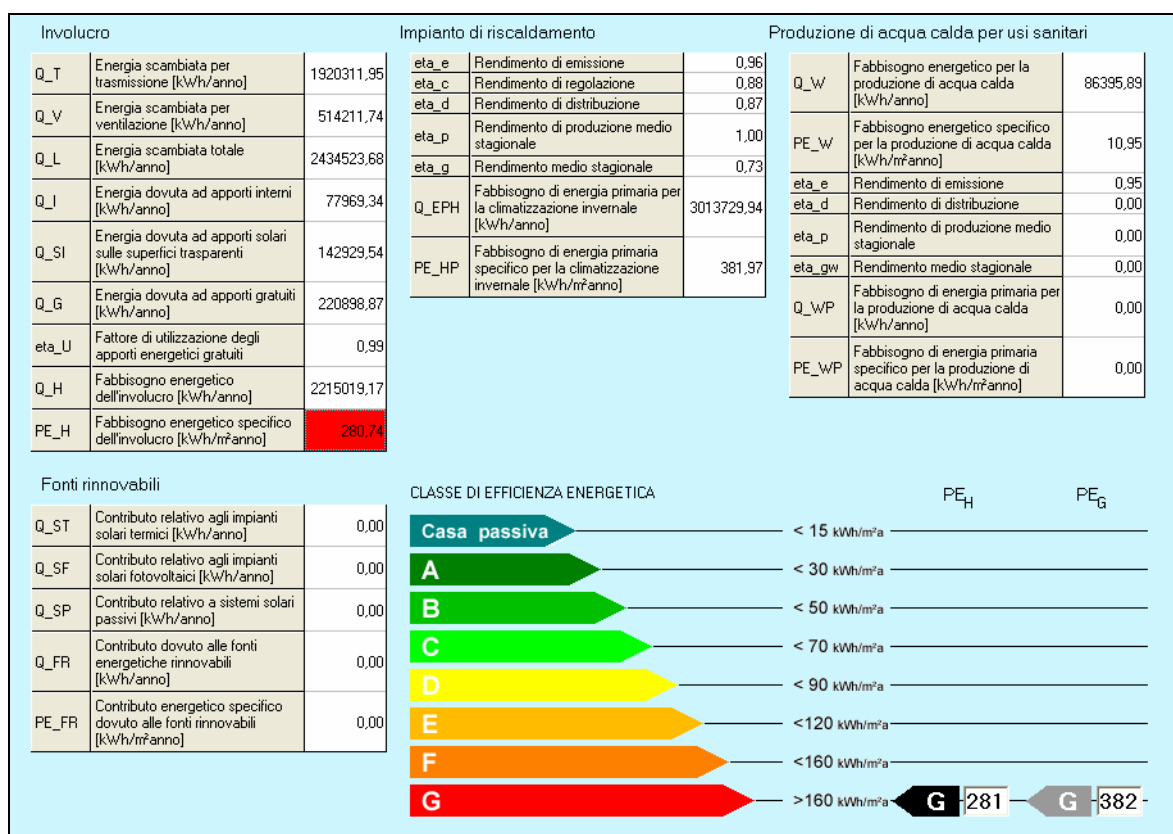 Involucro
Q_T Energia scambiata per
trasmissione [kWh/anno] 1920311,95
Q_V Energia scambiata per
ventilazione [kWh/anno] 514211,74
Q_L Energia scambiata totale
[kWh/anno] 2434523,68
Q_I Energia dovuta ad apporti interni
[kWh/anno] 77969,34
Q_SI Energia dovuta ad apporti solari
sulle superfici trasparenti
[kWh/anno] 142929,54
Q_G Energia dovuta ad apporti gratuiti
[kWh/anno] 220898,87
eta_U Fattore di utilizzazione degli
apporti energetici gratuiti 0,99
Q_H Fabbisogno energetico
dell'involucro [kWh/anno] 2215019,17
PE_H Fabbisogno energetico specifico
dell'involucro [kWh/m²anno] 280,74
Impianto di riscaldamento
eta_e Rendimento di emissione 0,96
eta_c Rendimento di regolazione 0,88
eta_d Rendimento di distribuzione 0,87
eta_p Rendimento di produzione medio
stagionale 1,00
eta_g Rendimento medio stagionale 0,73
Q_EPH Fabbisogno di energia primaria per
la climatizzazione invernale
[kWh/anno] 3013729,94
PE_HP Fabbisogno di energia primaria
specifico per la climatizzazione
invernale [kWh/m²anno] 381,97
Produzione di acqua calda per usi sanitari
Q_W Fabbisogno energetico per la
produzione di acqua calda
[kWh/anno] 86395,89
PE_W Fabbisogno energetico specifico
per la produzione di acqua calda
[kWh/m²anno] 10,95
eta_e Rendimento di emissione 0,95
eta_d Rendimento di distribuzione 0,00
eta_p Rendimento di produzione medio
stagionale 0,00
eta_gw Rendimento medio stagionale 0,00
Q_WP Fabbisogno di energia primaria per
la produzione di acqua calda
[kWh/anno] 0,00
PE_WP Fabbisogno di energia primaria
specifico per la produzione di
acqua calda [kWh/m²anno] 0,00
Fonti rinnovabili
Q_ST Contributo relativo agli impianti
solari termici [kWh/anno] 0,00
Q_SF Contributo relativo agli impianti
solari fotovoltaici [kWh/anno] 0,00
Q_SP Contributo relativo a sistemi solari
passivi [kWh/anno] 0,00
Q_FR Contributo dovuto alle fonti
energetiche rinnovabili
[kWh/anno] 0,00
PE_FR Contributo energetico specifico
dovuto alle fonti rinnovabili
[kWh/m²anno] 0,00
CLASSE DI EFFICIENZA ENERGETICA PE_H PE_G
Casa passiva < 15 kWh/m²a
A < 30 kWh/m²a
B < 50 kWh/m²a
C < 70 kWh/m²a
D < 90 kWh/m²a
E <120 kWh/m²a
F <160 kWh/m²a
G >160 kWh/m²a G 281 G 382